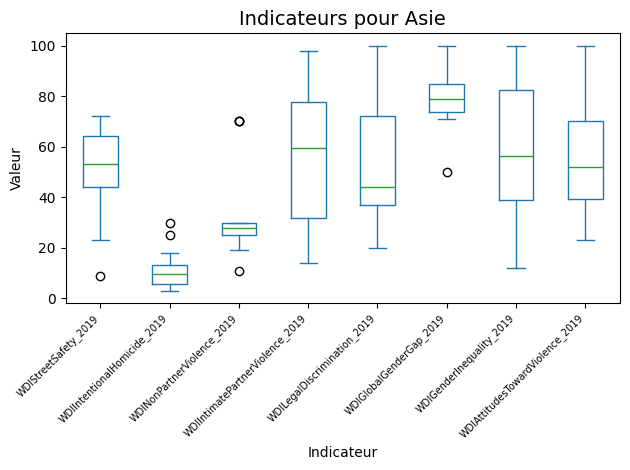 Indicateurs pour Asie
Valeur
100
80
60
40
20
0
WDIStreetSafety_2019
WDIIntentionalHomicide_2019
WDINonPartnerViolence_2019
WDIIntimatePartnerViolence_2019
WDILegalDiscrimination_2019
WDIGlobalGenderGap_2019
WDIGenderInequality_2019
WDIAttitudesTowardViolence_2019
Indicateur